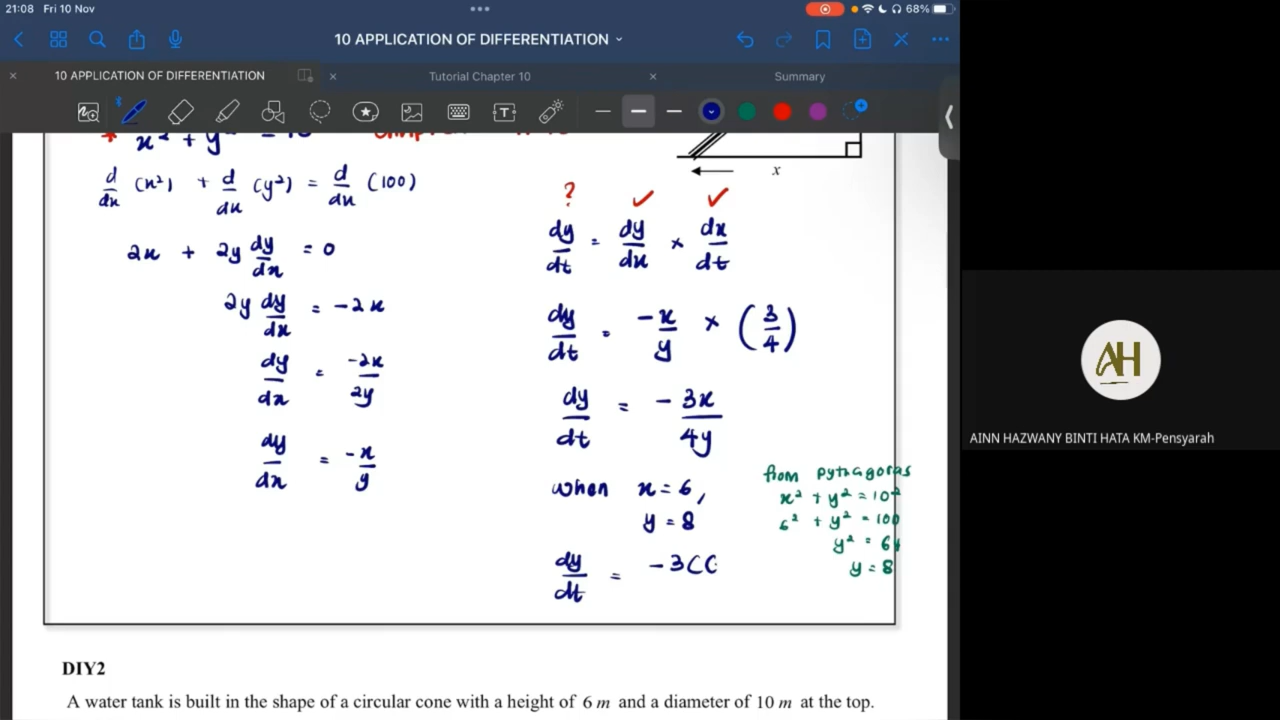 21:08 Fri 10 Nov
68%
10 APPLICATION OF DIFFERENTIATION
10 APPLICATION OF DIFFERENTIATION
Tutorial Chapter 10
Summary
x
d/dx (x²) + d/dx (y²) = d/dx (100)
2x + 2y dy/dx = 0
2y dy/dx = -2x
dy/dx = -2x/2y
dy/dx = -x/y
? ✓ ✓
dy/dt = dy/dx × dx/dt
dy/dt = -x/y × (3/4)
dy/dt = -3x/4y
when x = 6,
y = 8
dy/dt = -3(
from pytagoras
x² + y² = 10²
6² + y² = 100
y² = 64
y = 8
DIY2
A water tank is built in the shape of a circular cone with a height of 6 m and a diameter of 10 m at the top.
AH
AINN HAZWANY BINTI HATA KM-Pensyarah